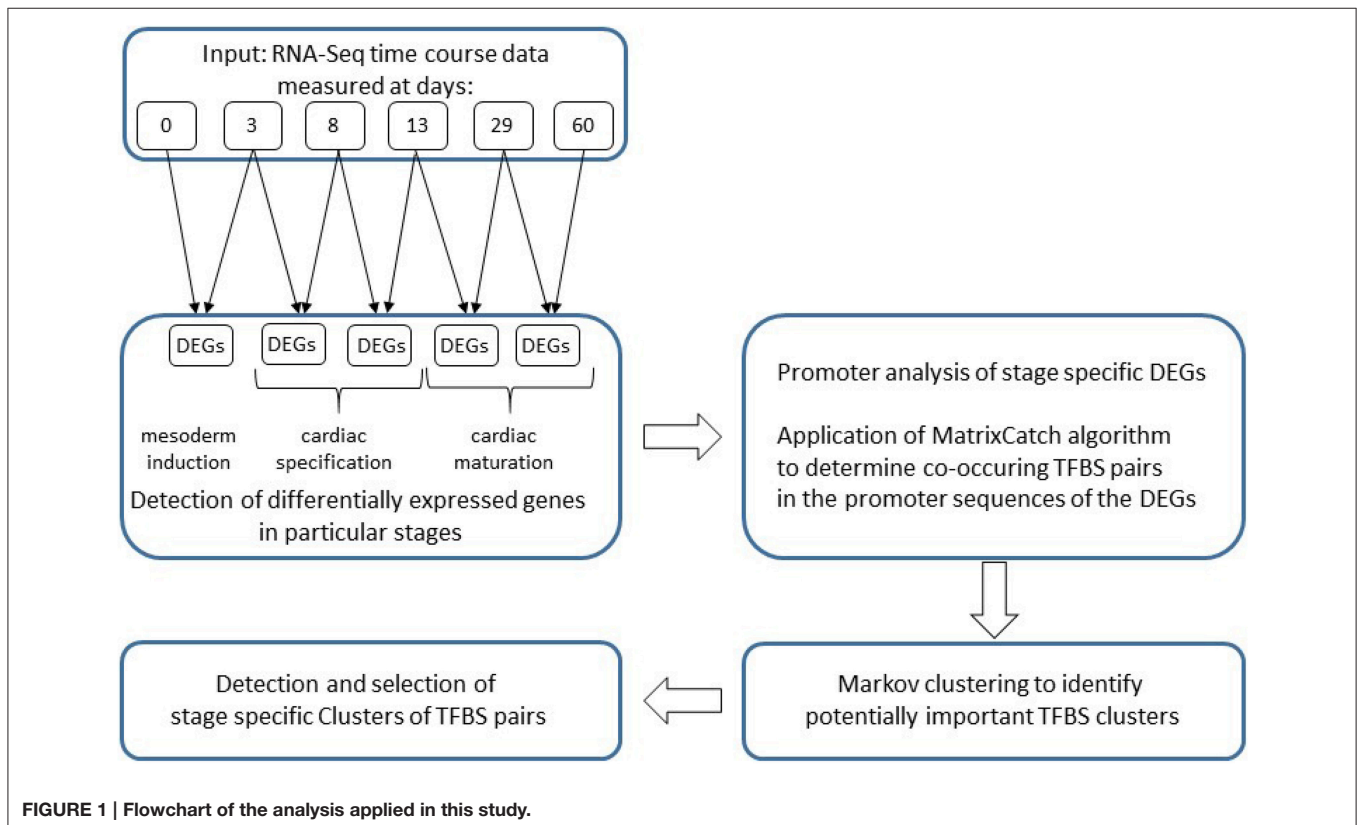 Input: RNA-Seq time course data
measured at days:
0 3 8 13 29 60
DEGs DEGs DEGs DEGs DEGs
mesoderm
induction
cardiac
specification
cardiac
maturation
Detection of differentially expressed genes
in particular stages
Promoter analysis of stage specific DEGs
Application of MatrixCatch algorithm
to determine co-occuring TFBS pairs
in the promoter sequences of the DEGs
Markov clustering to identify
potentially important TFBS clusters
Detection and selection of
stage specific Clusters of TFBS pairs
FIGURE 1 | Flowchart of the analysis applied in this study.